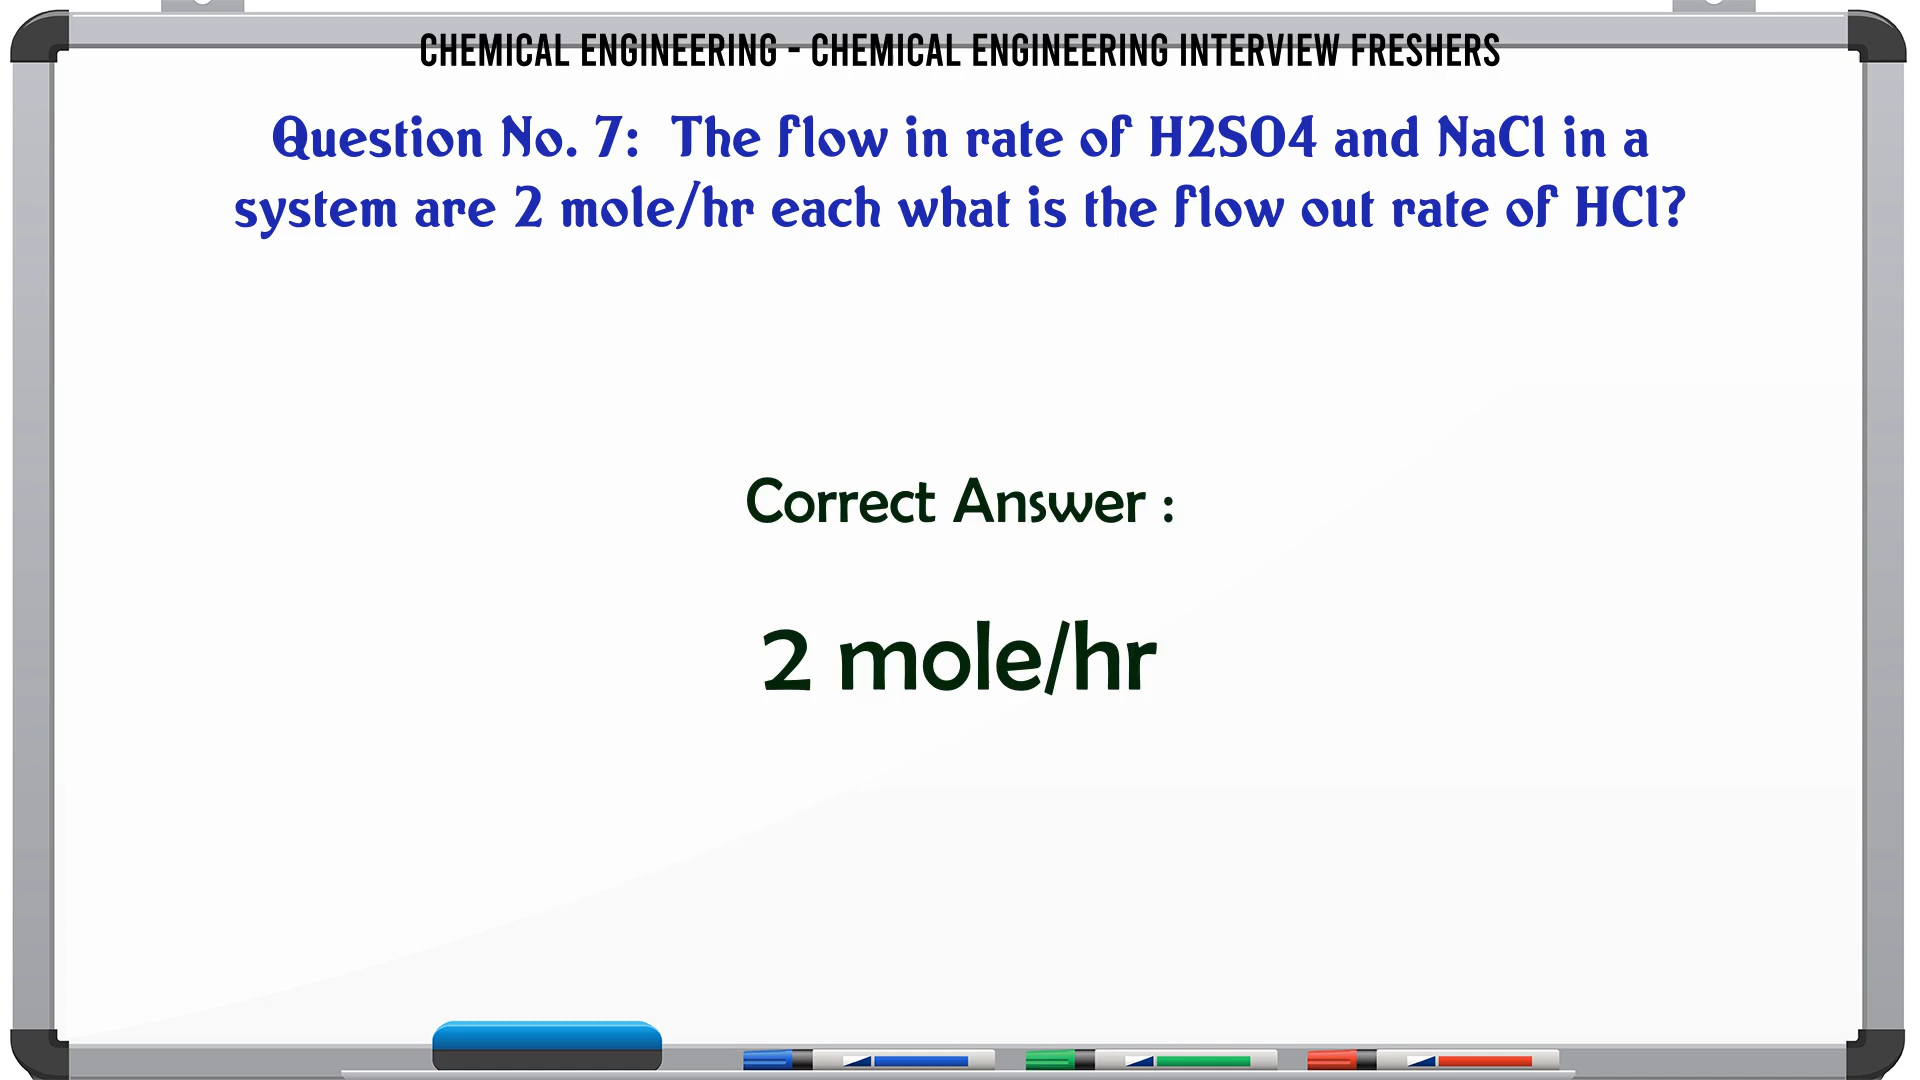 CHEMICAL ENGINEERING - CHEMICAL ENGINEERING INTERVIEW FRESHERS
Question No. 7: The flow in rate of H2SO4 and NaCl in a
system are 2 mole/hr each what is the flow out rate of HCl?
Correct Answer :
2 mole/hr